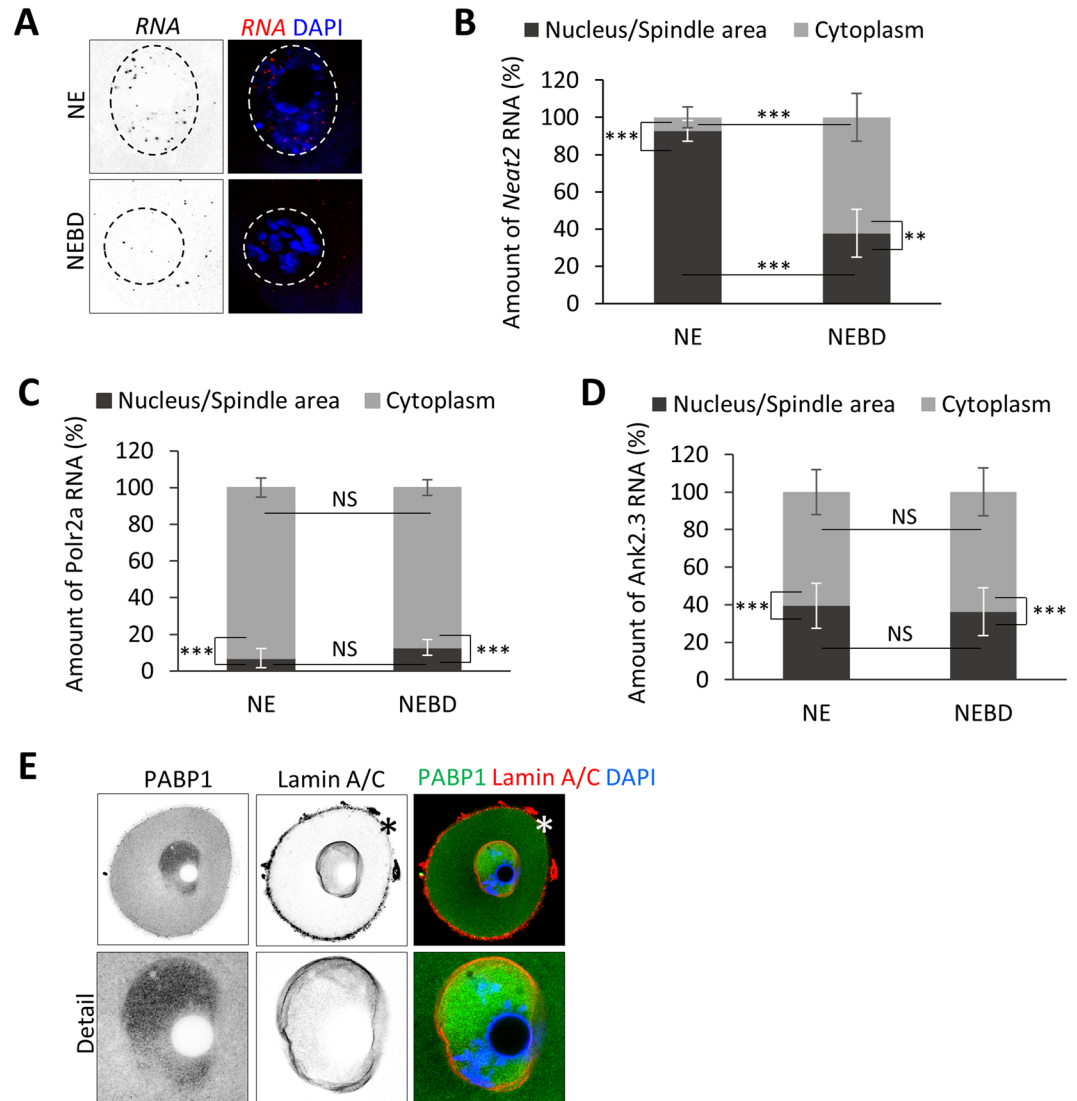 A
RNA
RNA DAPI
NE
NEBD
B
Nucleus/Spindle area
Cytoplasm
Amount of Neat2 RNA (%)
120
100
80
60
40
20
0
***
***
***
**
NE
NEBD
C
Nucleus/Spindle area
Cytoplasm
Amount of Polr2a RNA (%)
120
100
80
60
40
20
0
NS
***
NS
***
NE
NEBD
D
Nucleus/Spindle area
Cytoplasm
Amount of Ank2.3 RNA (%)
120
100
80
60
40
20
0
NS
***
***
NS
NE
NEBD
E
PABP1
Lamin A/C
PABP1 Lamin A/C DAPI
*
*
Detail